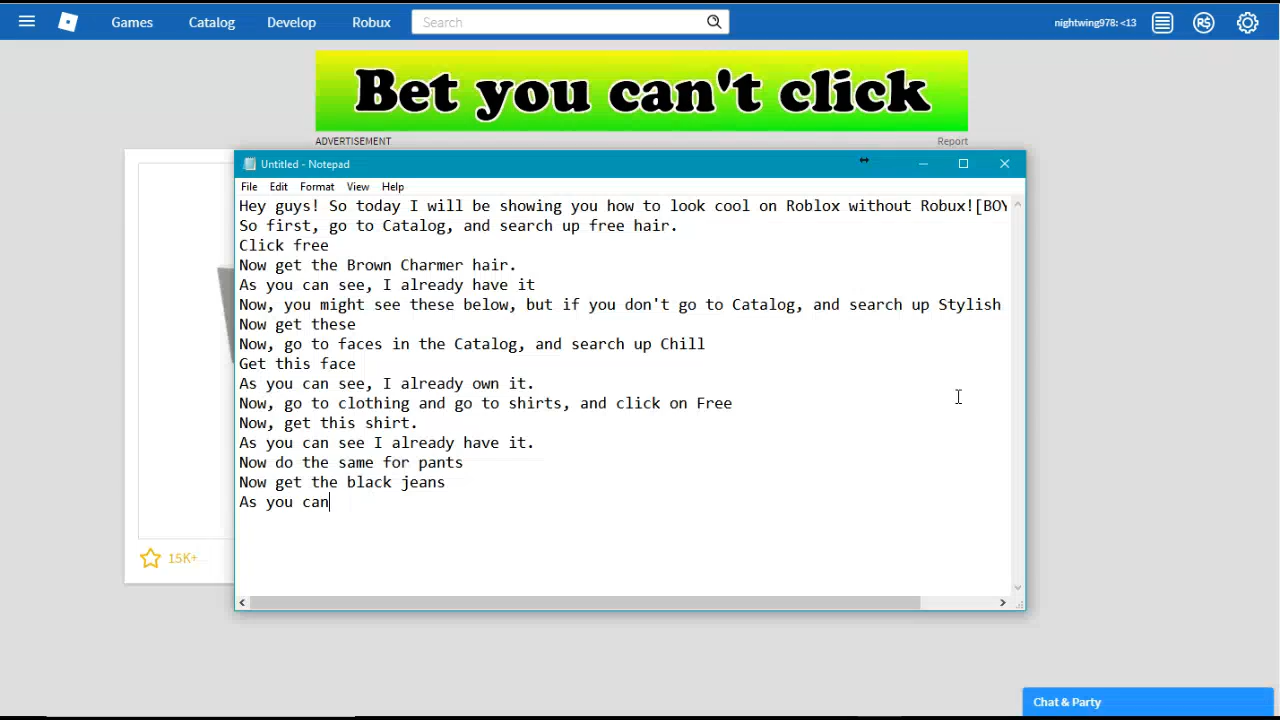 Games Catalog Develop Robux Search nightwing978: <13 R$
Bet you can't click
ADVERTISEMENT Report
Untitled - Notepad
File Edit Format View Help
Hey guys! So today I will be showing you how to look cool on Roblox without Robux![BOY
So first, go to Catalog, and search up free hair.
Click free
Now get the Brown Charmer hair.
As you can see, I already have it
Now, you might see these below, but if you don't go to Catalog, and search up Stylish
Now get these
Now, go to faces in the Catalog, and search up Chill
Get this face
As you can see, I already own it.
Now, go to clothing and go to shirts, and click on Free
Now, get this shirt.
As you can see I already have it.
Now do the same for pants
Now get the black jeans
As you can
15K+
Chat & Party